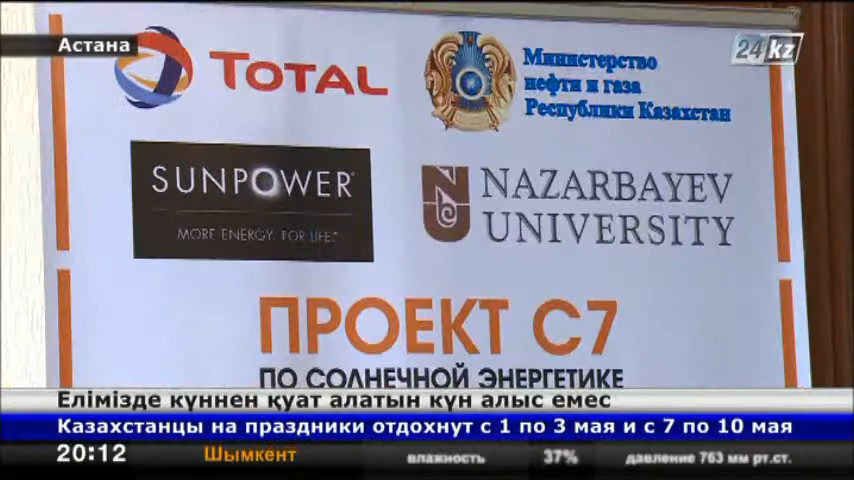 Астана
24kz
TOTAL
Министерство
нефти и газа
Республики Казахстан
SUNPOWER
MORE ENERGY. FOR LIFE.™
NAZARBAYEV
UNIVERSITY
ПРОЕКТ С7
ПО СОЛНЕЧНОЙ ЭНЕРГЕТИКЕ
Елімізде күннен қуат алатын күн алыс емес
Казахстанцы на праздники отдохнут с 1 по 3 мая и с 7 по 10 мая
20:12 Шымкент влажность 37% давление 763 мм рт.ст.